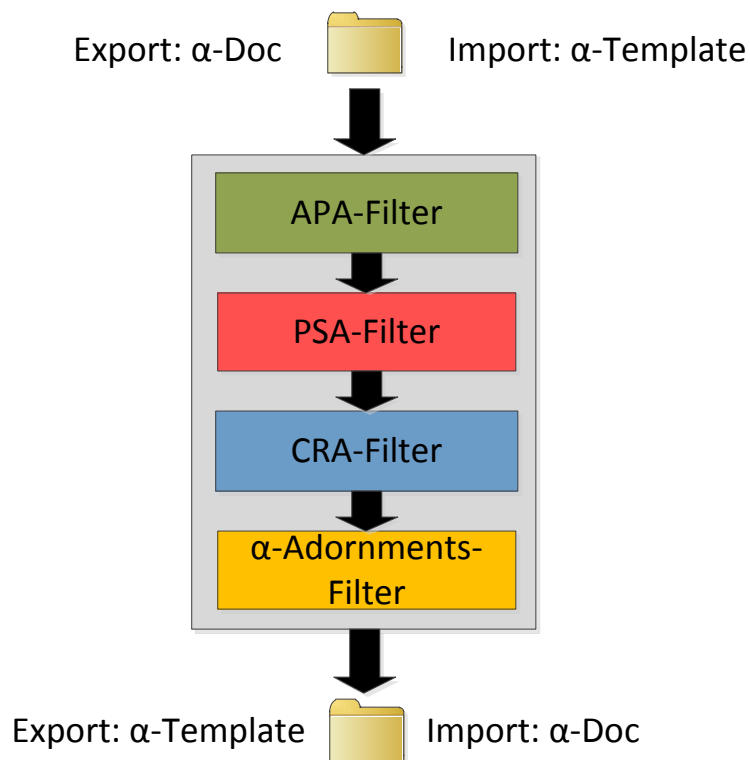 Export: α-Doc
Import: α-Template
APA-Filter
PSA-Filter
CRA-Filter
α-Adornments-
Filter
Export: α-Template
Import: α-Doc